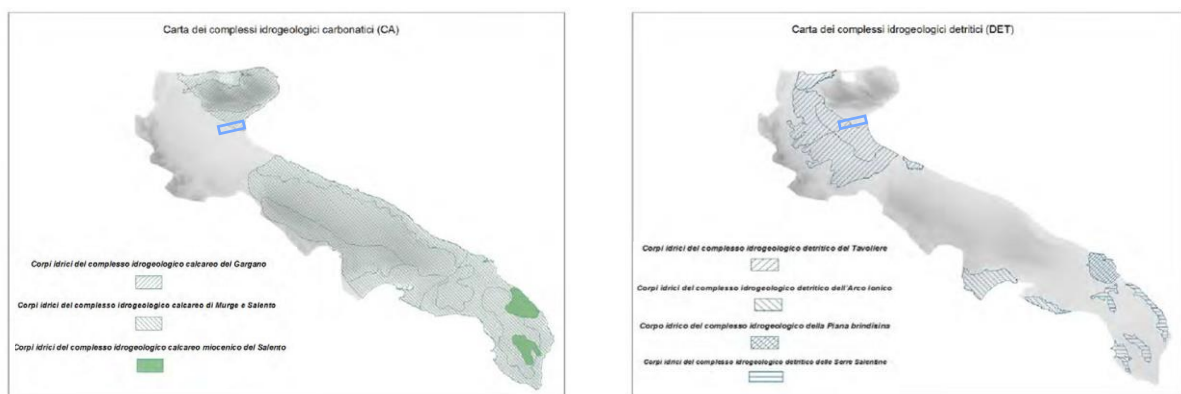 Carta dei complessi idrogeologici carbonatici (CA)
Corpi idrici del complesso idrogeologico calcareo del Gargano
Corpi idrici del complesso idrogeologico calcareo di Murge e Salento
Corpi idrici del complesso idrogeologico calcareo miocenico del Salento
Carta dei complessi idrogeologici detritici (DET)
Corpi idrici del complesso idrogeologico detritico del Tavoliere
Corpi idrici del complesso idrogeologico detritico dell'Arco Ionico
Corpo idrico del complesso idrogeologico della Piana brindisina
Corpi idrici del complesso idrogeologico detritico delle Serre Salentine